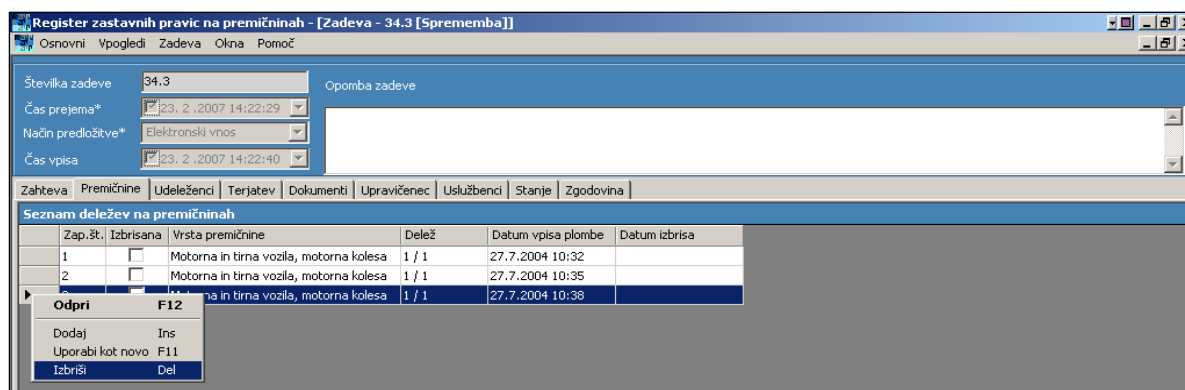 Register zastavnih pravic na premičninah - [Zadeva - 34.3 [Sprememba]]
Osnovni Vpogledi Zadeva Okna Pomoč
Številka zadeve 34.3 Opomba zadeve
Čas prejema* 23. 2 .2007 14:22:29
Način predložitve* Elektronski vnos
Čas vpisa 23. 2 .2007 14:22:40
Zahteva Premičnine Udeleženci Terjatev Dokumenti Upravičenec Uslužbenci Stanje Zgodovina
Seznam deležev na premičninah
Zap.št. Izbrisana Vrsta premičnine Delež Datum vpisa plombe Datum izbrisa
1 Motorna in tirna vozila, motorna kolesa 1 / 1 27.7.2004 10:32
2 Motorna in tirna vozila, motorna kolesa 1 / 1 27.7.2004 10:35
in tirna vozila, motorna kolesa 1 / 1 27.7.2004 10:38
Odpri F12
Dodaj Ins
Uporabi kot novo F11
Izbriši Del